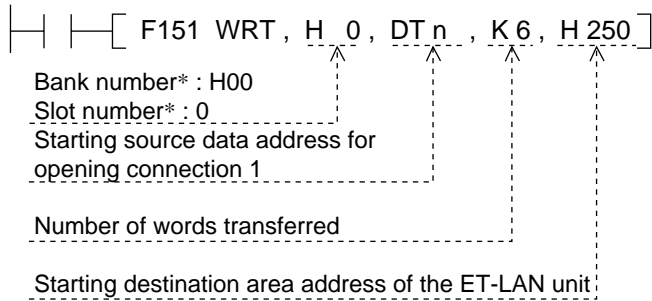 F151 WRT , H 0 , DT n , K 6 , H 250
Bank number* : H00
Slot number* : 0
Starting source data address for
opening connection 1
Number of words transferred
Starting destination area address of the ET-LAN unit